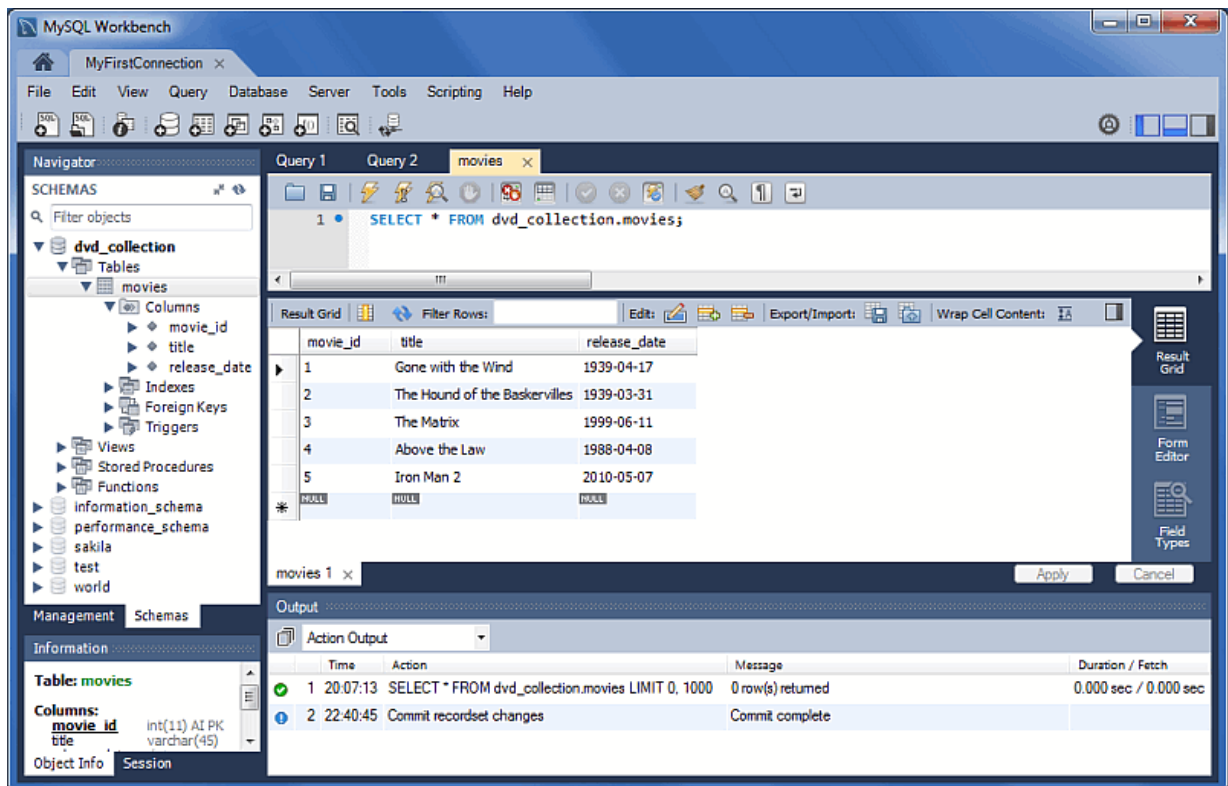 MySQL Workbench
MyFirstConnection
File Edit View Query Database Server Tools Scripting Help
Navigator
SCHEMAS
Filter objects
dvd_collection
Tables
movies
Columns
movie_id
title
release_date
Indexes
Foreign Keys
Triggers
Views
Stored Procedures
Functions
information_schema
performance_schema
sakila
test
world
Management Schemas
Information
Table: movies
Columns:
movie_id int(11) AI PK
title varchar(45)
Object Info Session
Query 1 Query 2 movies
1 SELECT * FROM dvd_collection.movies;
Result Grid Filter Rows: Edit: Export/Import: Wrap Cell Content:
movie_id title release_date
1 Gone with the Wind 1939-04-17
2 The Hound of the Baskervilles 1939-03-31
3 The Matrix 1999-06-11
4 Above the Law 1988-04-08
5 Iron Man 2 2010-05-07
NULL NULL NULL
Result
Grid
Form
Editor
Field
Types
movies 1 Apply Cancel
Output
Action Output
Time Action Message Duration / Fetch
1 20:07:13 SELECT * FROM dvd_collection.movies LIMIT 0, 1000 0 row(s) returned 0.000 sec / 0.000 sec
2 22:40:45 Commit recordset changes Commit complete